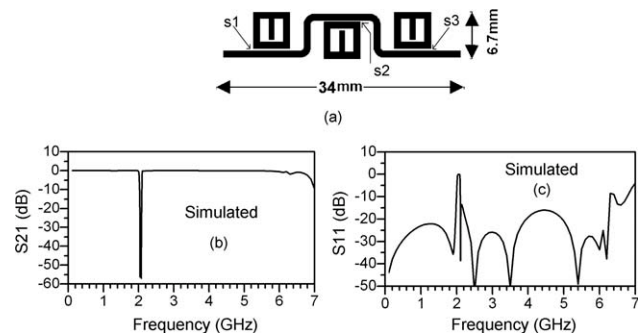 s1
s3
s2
6.7mm
34mm
(a)
10
0
-10
-20
-30
-40
-50
-60
S21 (dB)
Simulated
(b)
0 1 2 3 4 5 6 7
Frequency (GHz)
10
0
-10
-20
-30
-40
-50
S11 (dB)
Simulated
(c)
0 1 2 3 4 5 6 7
Frequency (GHz)